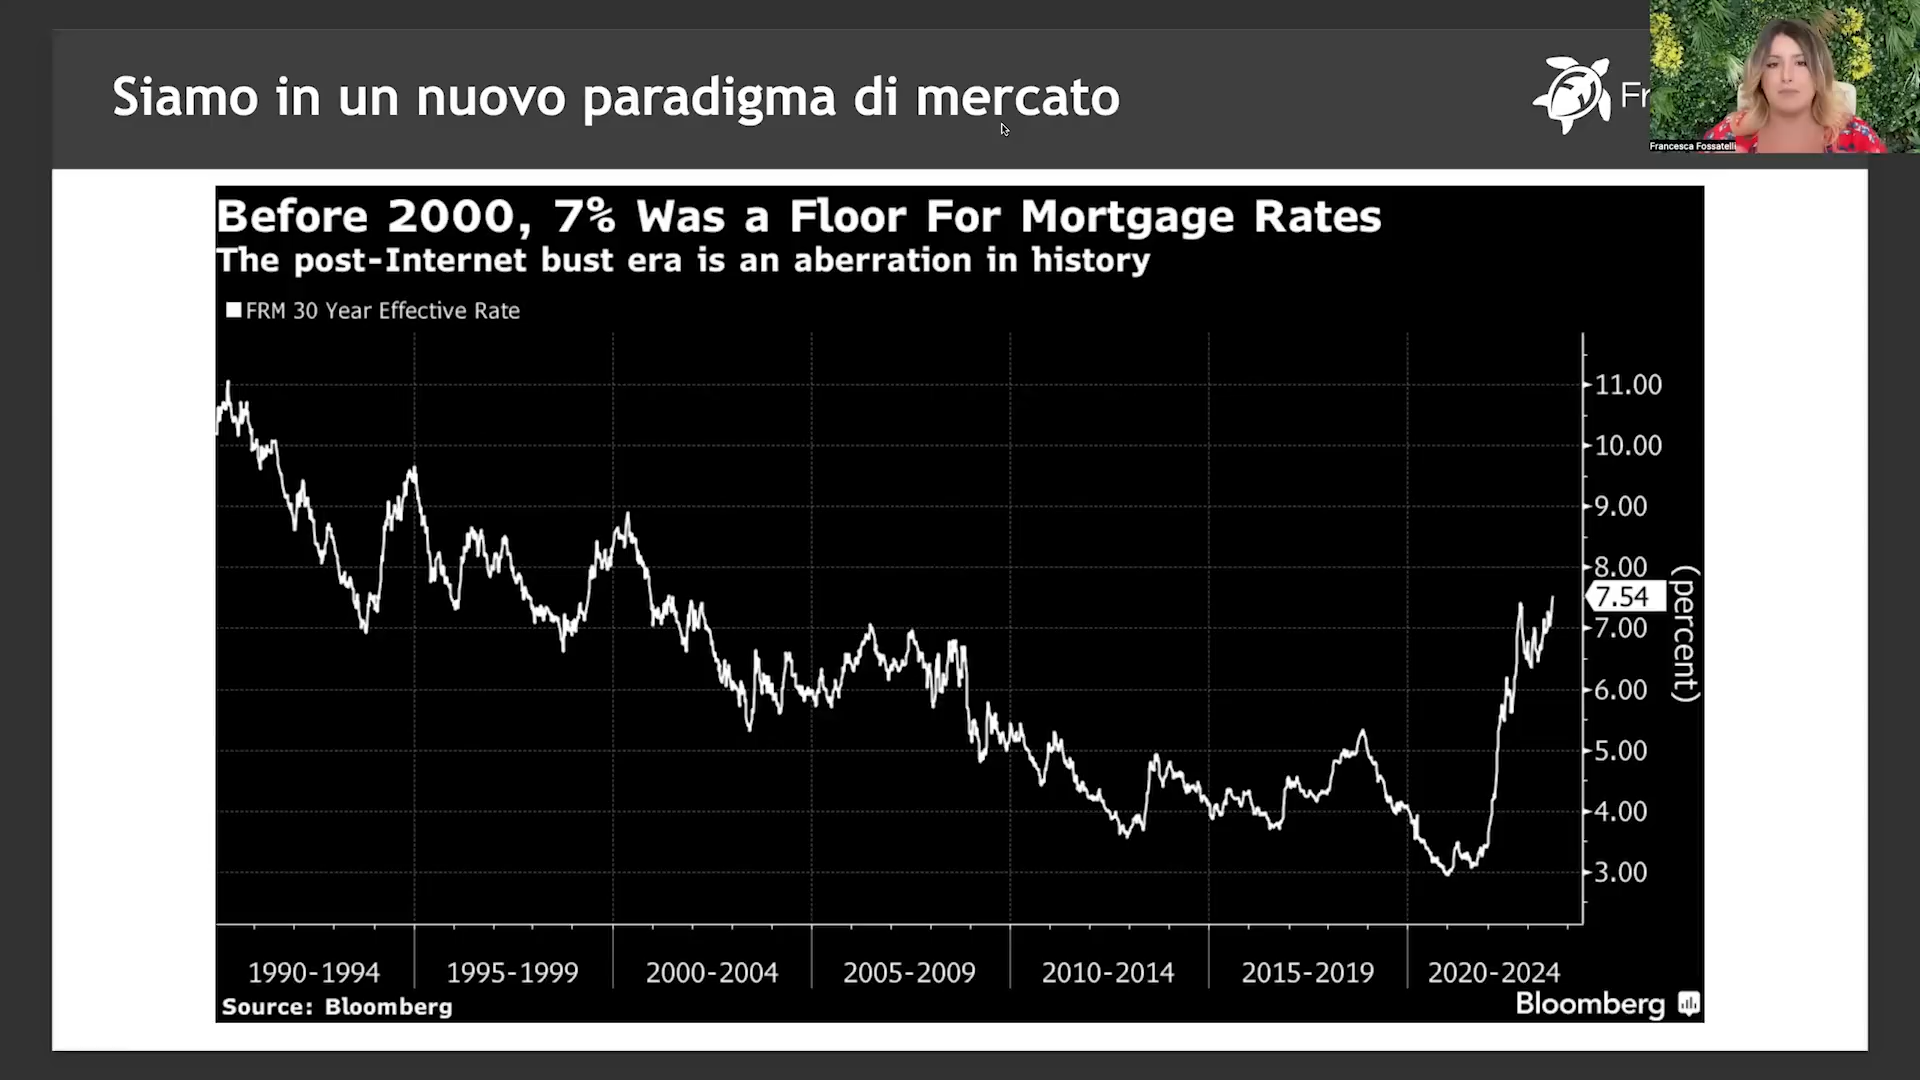 Siamo in un nuovo paradigma di mercato
Fr
Francesca Fossatelli
Before 2000, 7% Was a Floor For Mortgage Rates
The post-Internet bust era is an aberration in history
FRM 30 Year Effective Rate
11.00
10.00
9.00
8.00
7.54
7.00
6.00
5.00
4.00
3.00
(percent)
1990-1994 1995-1999 2000-2004 2005-2009 2010-2014 2015-2019 2020-2024
Source: Bloomberg
Bloomberg